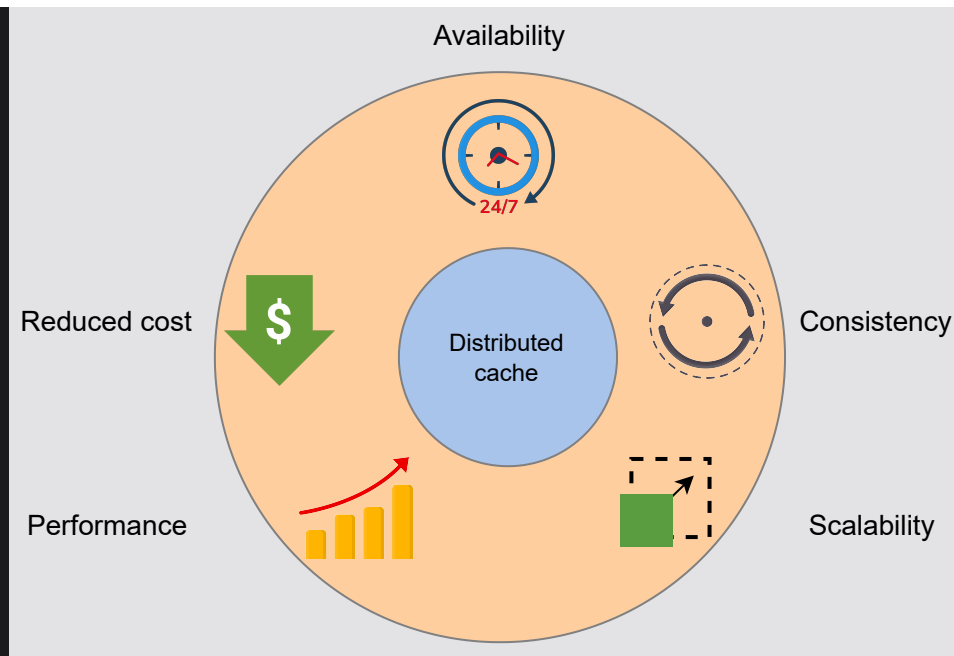 Availability
24/7
Reduced cost
$
Consistency
Distributed
cache
Performance
Scalability